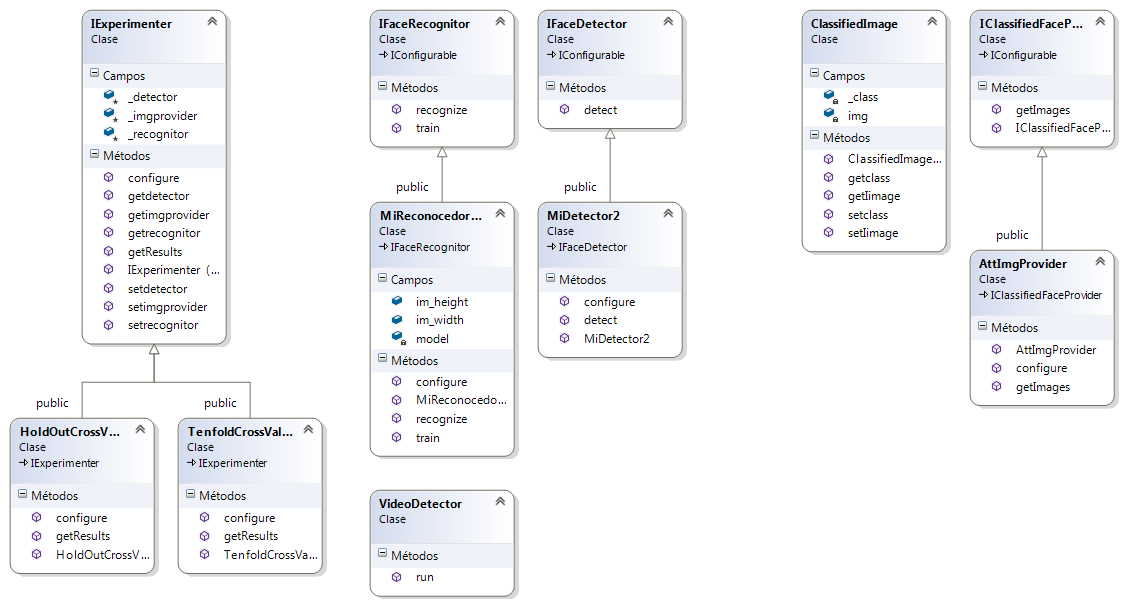 IExperimenter
Clase
Campos
_detector
_imgprovider
_recognitor
Métodos
configure
getdetector
getimgprovider
getrecognitor
getResults
IExperimenter (...
setdetector
setimgprovider
setrecognitor
public
public
HoldOutCrossV...
Clase
IExperimenter
Métodos
configure
getResults
HoldOutCrossV...
TenfoldCrossVal...
Clase
IExperimenter
Métodos
configure
getResults
TenfoldCrossVa...
IFaceRecognitor
Clase
IConfigurable
Métodos
recognize
train
public
MiReconocedor...
Clase
IFaceRecognitor
Campos
im_height
im_width
model
Métodos
configure
MiReconocedo...
recognize
train
VideoDetector
Clase
Métodos
run
IFaceDetector
Clase
IConfigurable
Métodos
detect
public
MiDetector2
Clase
IFaceDetector
Métodos
configure
detect
MiDetector2
ClassifiedImage
Clase
Campos
_class
img
Métodos
ClassifiedImage...
getclass
getIimage
setclass
setIimage
IClassifiedFaceP...
Clase
IConfigurable
Métodos
getImages
IClassifiedFaceP...
public
AttImgProvider
Clase
IClassifiedFaceProvider
Métodos
AttImgProvider
configure
getImages